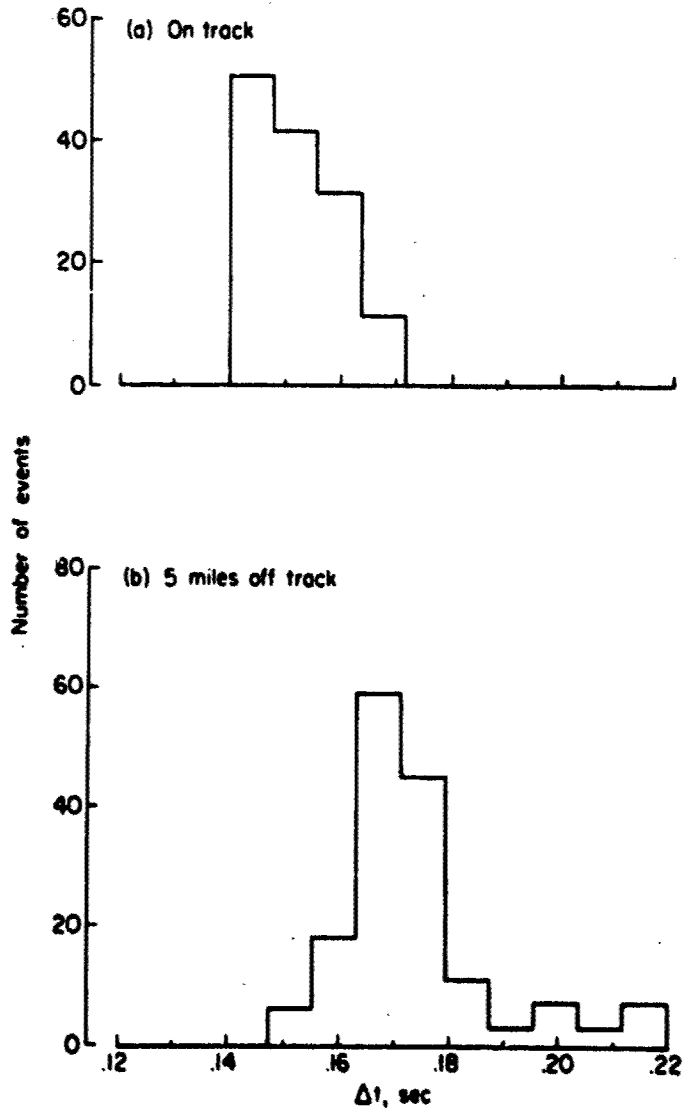 60
(a) On track
40
20
0
Number of events
80
(b) 5 miles off track
60
40
20
0
.12 .14 .16 .18 .20 .22
Δt, sec